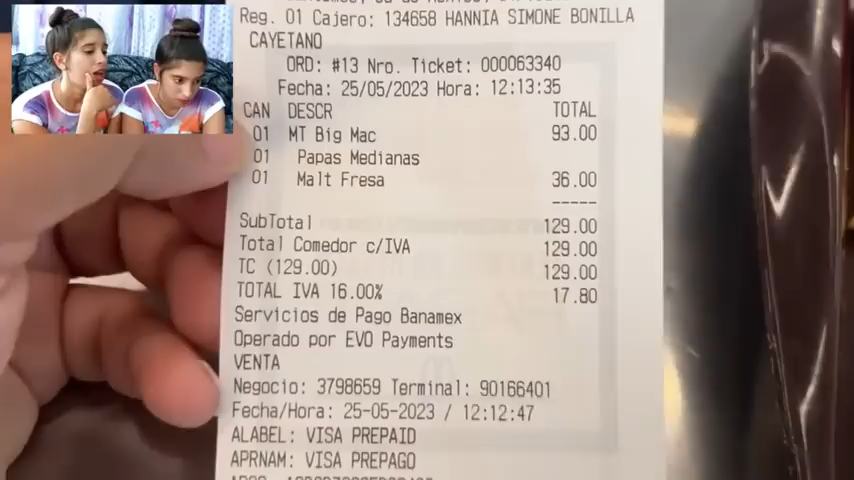 Reg. 01 Cajero: 134658 HANNIA SIMONE BONILLA
CAYETANO
ORD: #13 Nro. Ticket: 000063340
Fecha: 25/05/2023 Hora: 12:13:35
CAN DESCR TOTAL
01 MT Big Mac 93.00
01 Papas Medianas
01 Malt Fresa 36.00
-----
SubTotal 129.00
Total Comedor c/IVA 129.00
TC (129.00) 129.00
TOTAL IVA 16.00% 17.80
Servicios de Pago Banamex
Operado por EVO Payments
VENTA
Negocio: 3798659 Terminal: 90166401
Fecha/Hora: 25-05-2023 / 12:12:47
ALABEL: VISA PREPAID
APRNAM: VISA PREPAGO